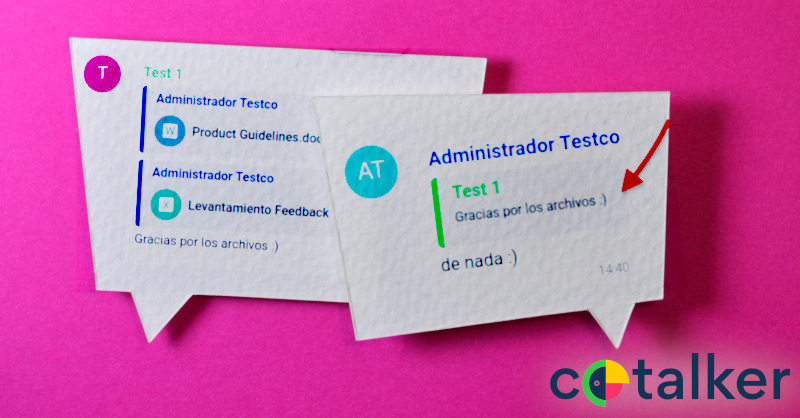 T
Test 1
Administrador Testco
W
Product Guidelines.doc
Administrador Testco
X
Levantamiento Feedback
Gracias por los archivos :)
AT
Administrador Testco
Test 1
Gracias por los archivos :)
de nada :)
14:40
cotalker